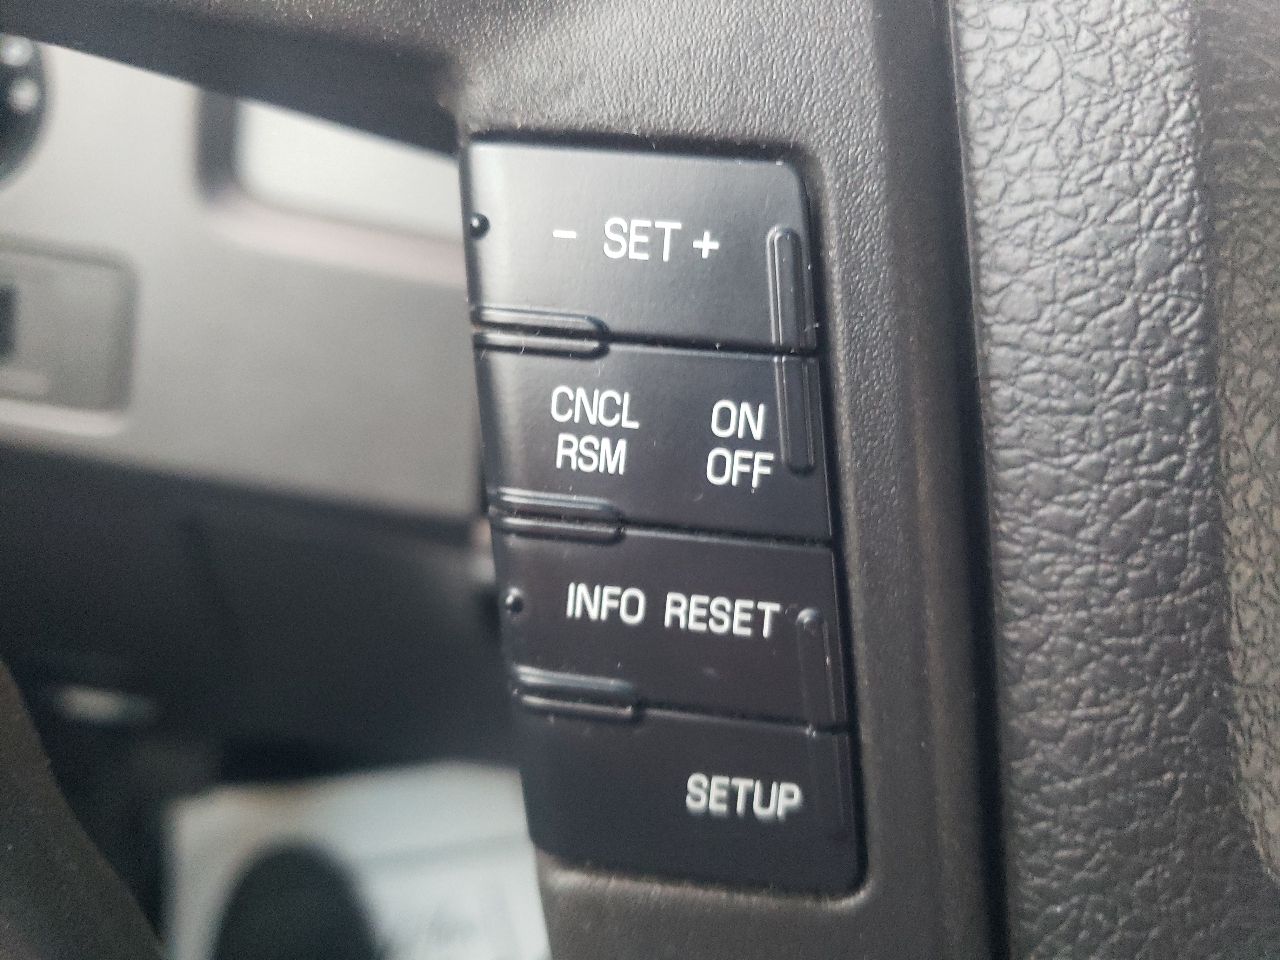 - SET +
CNCL ON
RSM OFF
INFO RESET
SETUP